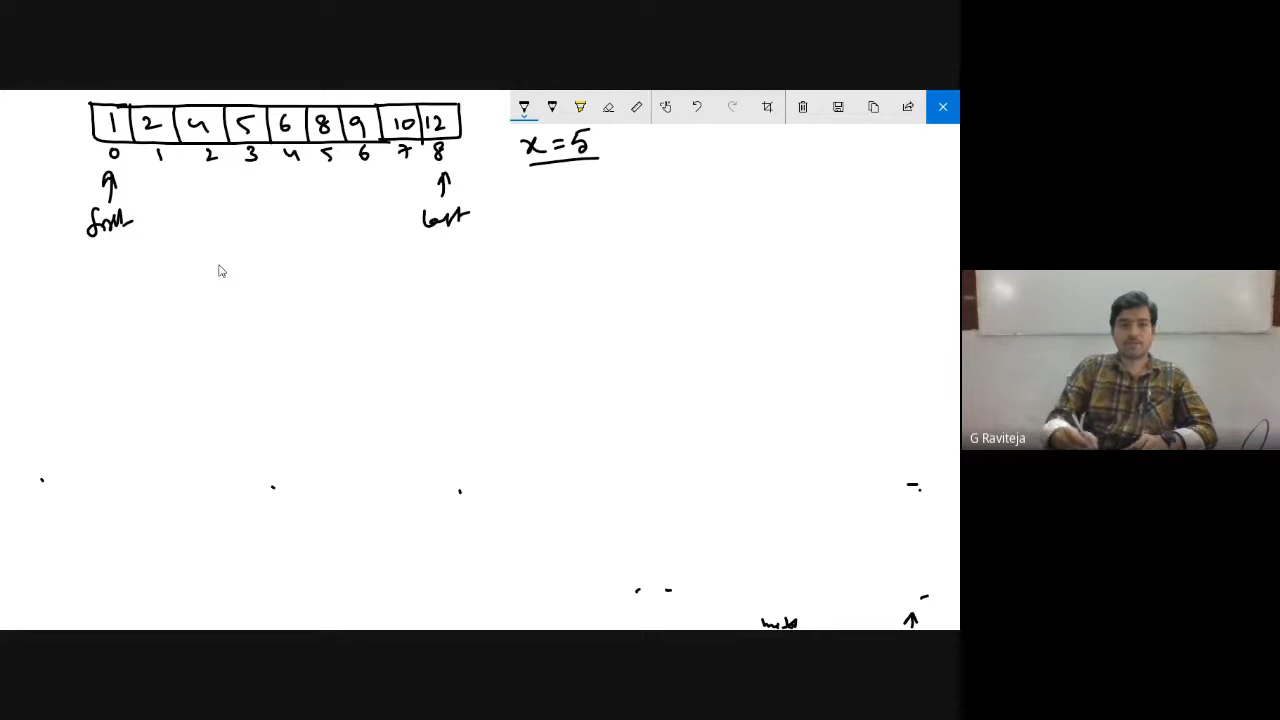 1 2 4 5 6 8 9 10 12
0 1 2 3 4 5 6 7 8
x = 5
first last
G Raviteja